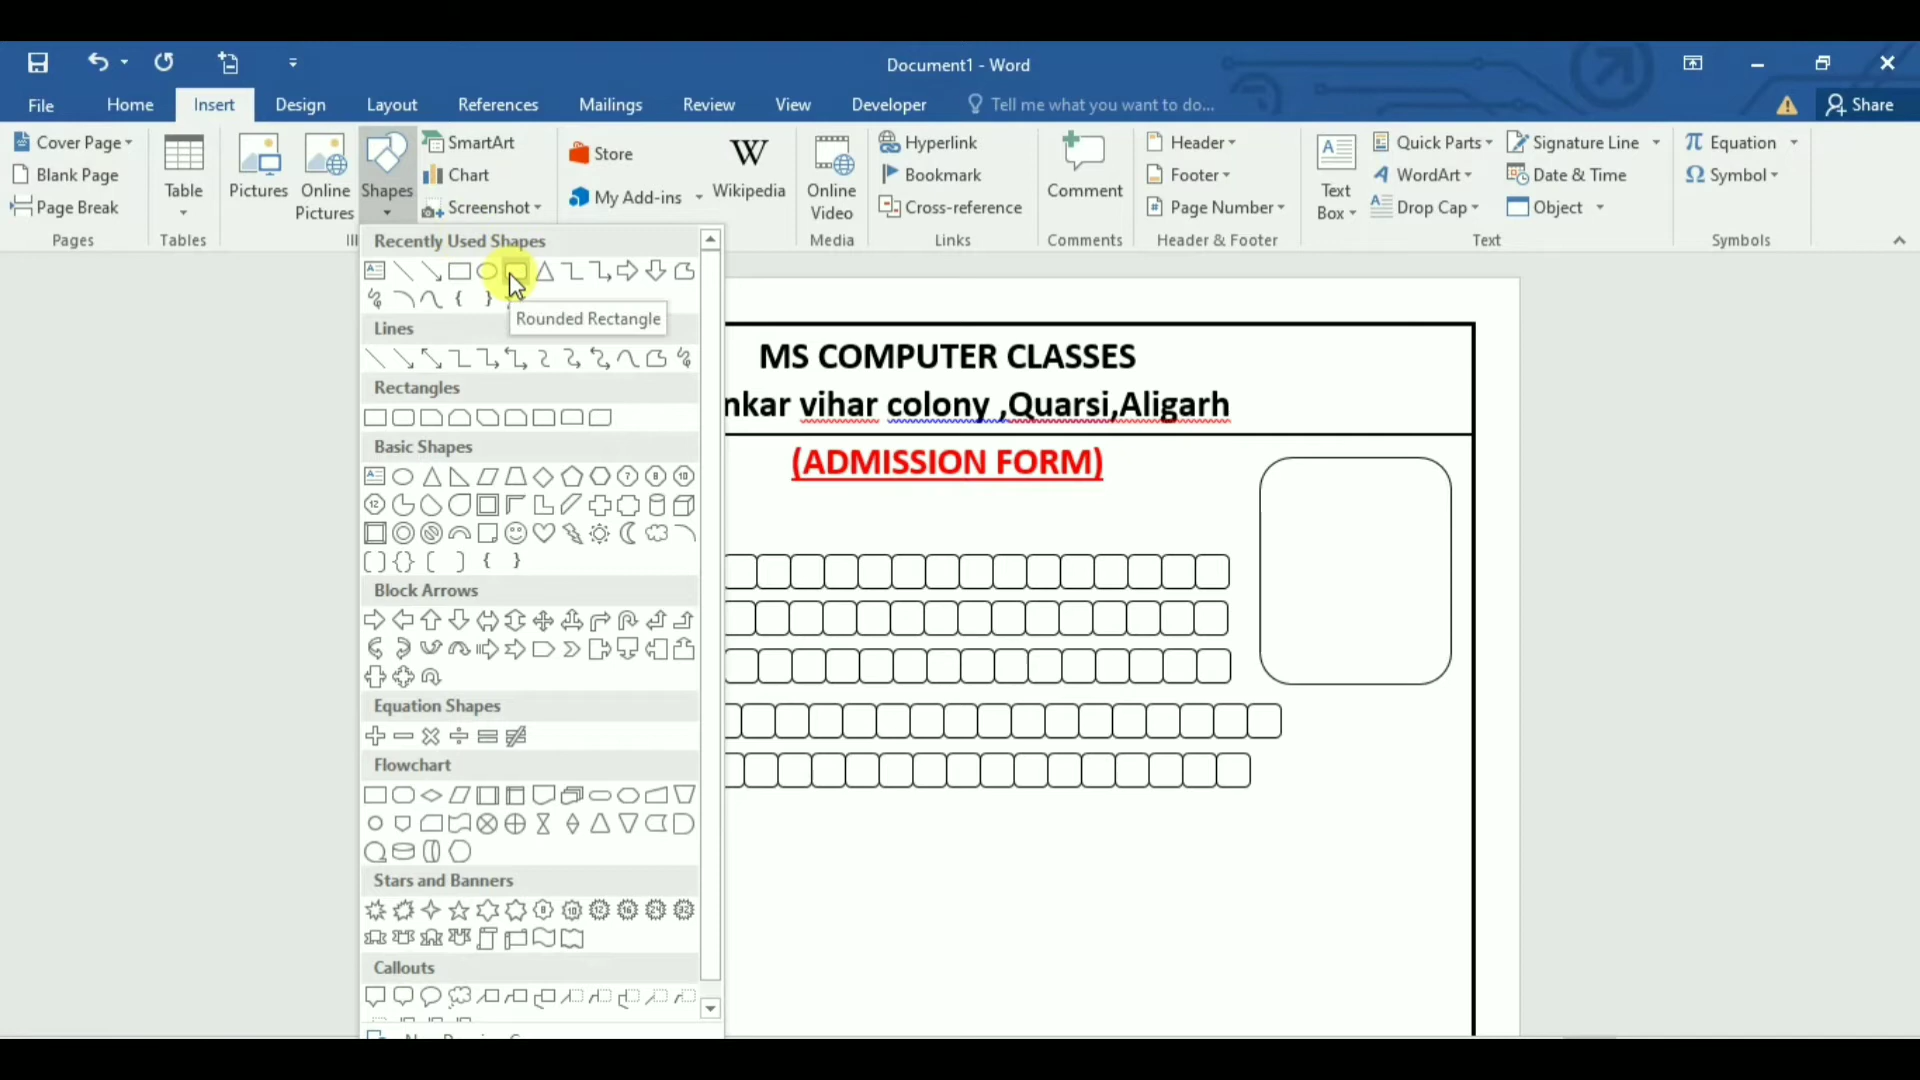 Document1 - Word
File Home Insert Design Layout References Mailings Review View Developer Tell me what you want to do... Share
Cover Page
Blank Page
Page Break
Pages
Table
Tables
Pictures
Online
Pictures
Shapes
SmartArt
Chart
Screenshot
Store
My Add-ins
W
Wikipedia
Online
Video
Media
Hyperlink
Bookmark
Cross-reference
Links
Comment
Comments
Header
Footer
Page Number
Header & Footer
Text
Box
Quick Parts
WordArt
Drop Cap
Signature Line
Date & Time
Object
Text
Equation
Symbol
Symbols
Recently Used Shapes
Rounded Rectangle
Lines
Rectangles
Basic Shapes
Block Arrows
Equation Shapes
Flowchart
Stars and Banners
Callouts
MS COMPUTER CLASSES
nkar vihar colony ,Quarsi,Aligarh
(ADMISSION FORM)